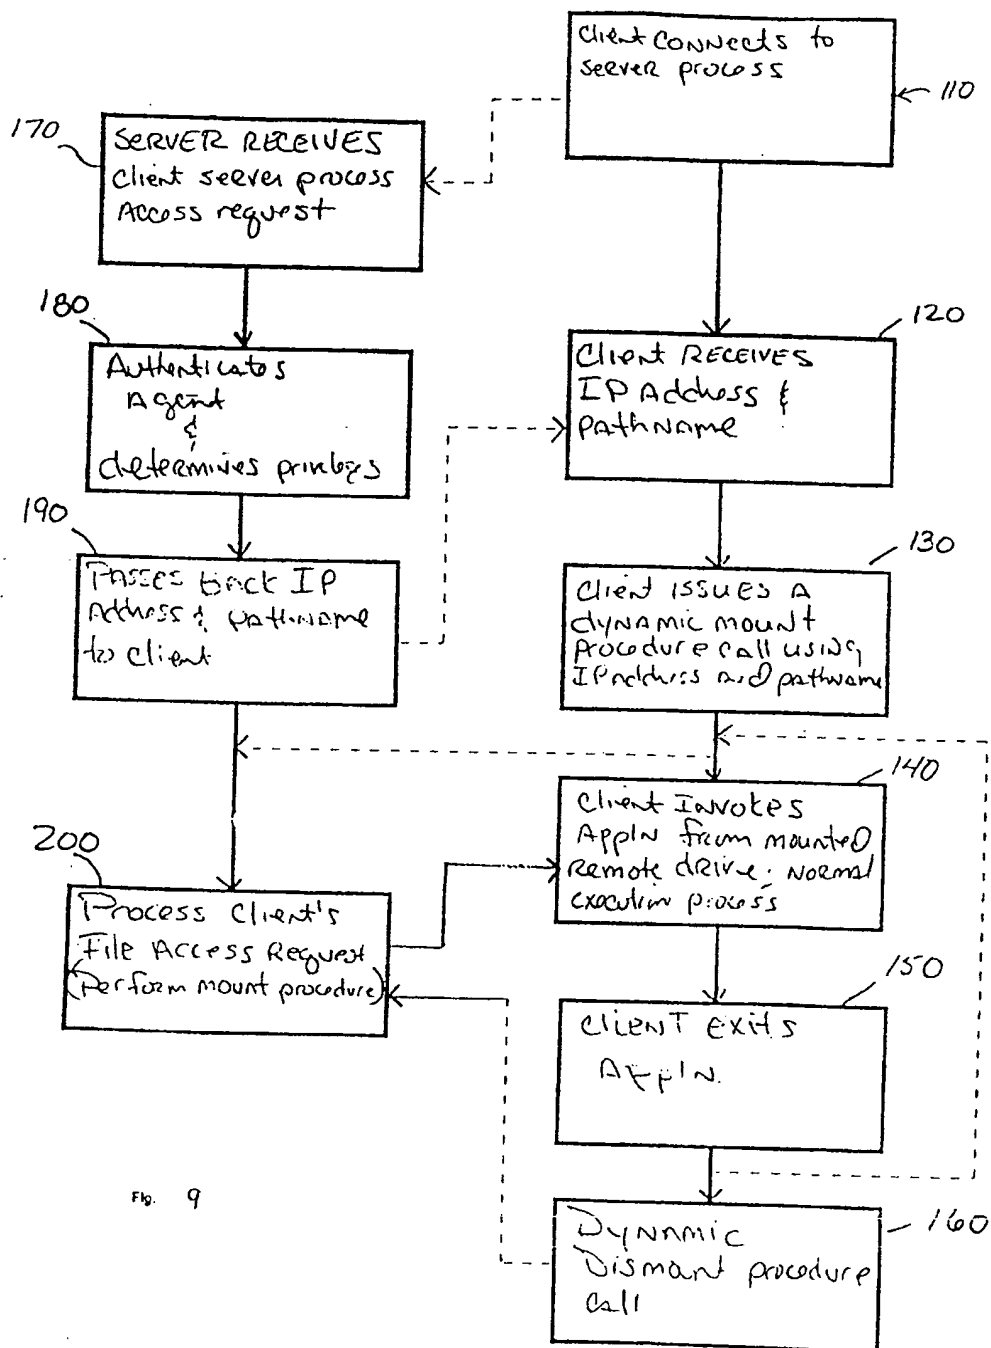 Client CONNECTS to
server process
110
170
SERVER RECEIVES
Client server process
Access request
180
Authenticates
Agent
&
determines privileges
120
Client RECEIVES
IP Address &
PATHNAME
190
PASSES back IP
Address & PATHNAME
to client
130
Client ISSUES A
dynamic mount
Procedure call using
IP address and pathname
140
Client Invokes
AppIN from mounted
Remote drive: Normal
execution process
200
Process Client's
File Access Request
(Perform mount procedure)
150
CLIENT EXITS
AppIN.
160
DYNAMIC
Dismant procedure
call
Fig. 9